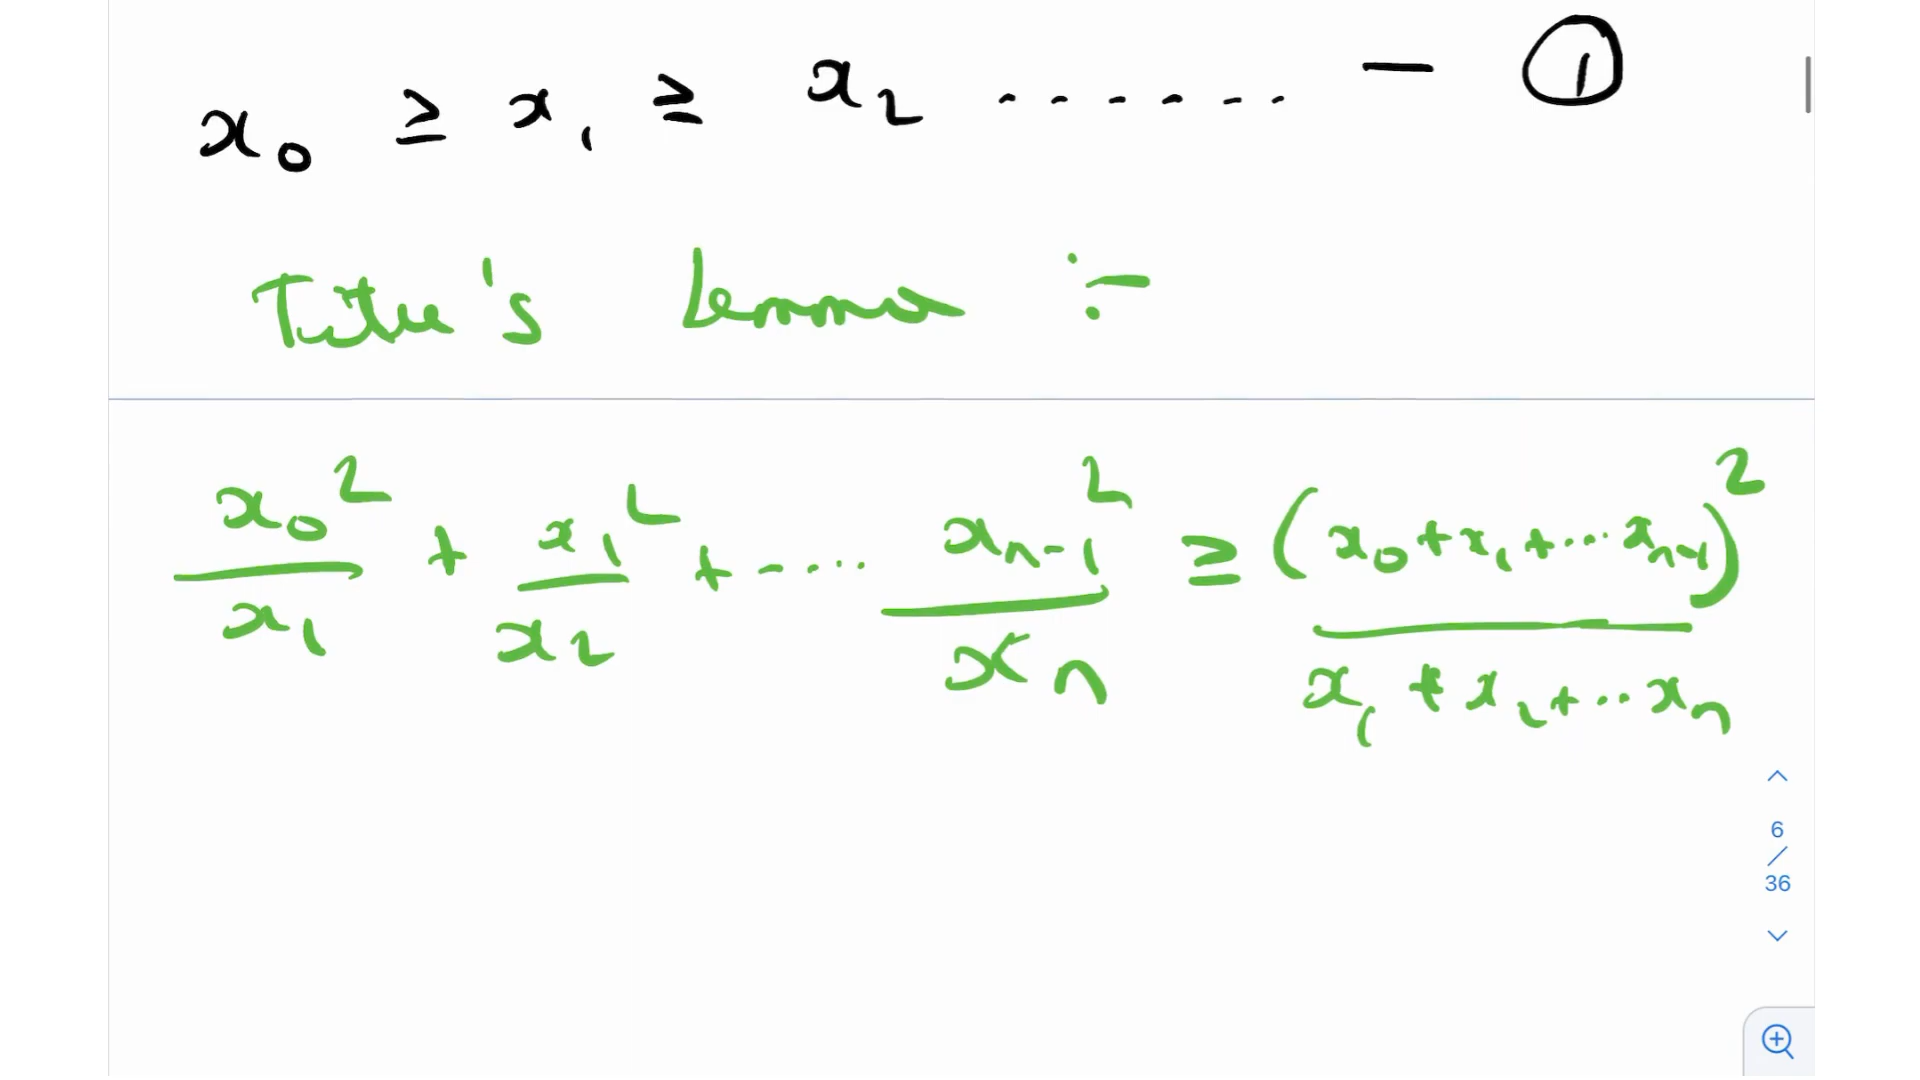 x₀ ≥ x₁ ≥ x₂ ....... — ①
Titu's lemma :-
x₀²/x₁ + x₁²/x₂ + ..... xₙ₋₁²/xₙ ≥ (x₀+x₁+...xₙ₋₁)²/(x₁+x₂+...xₙ)
6
/
36